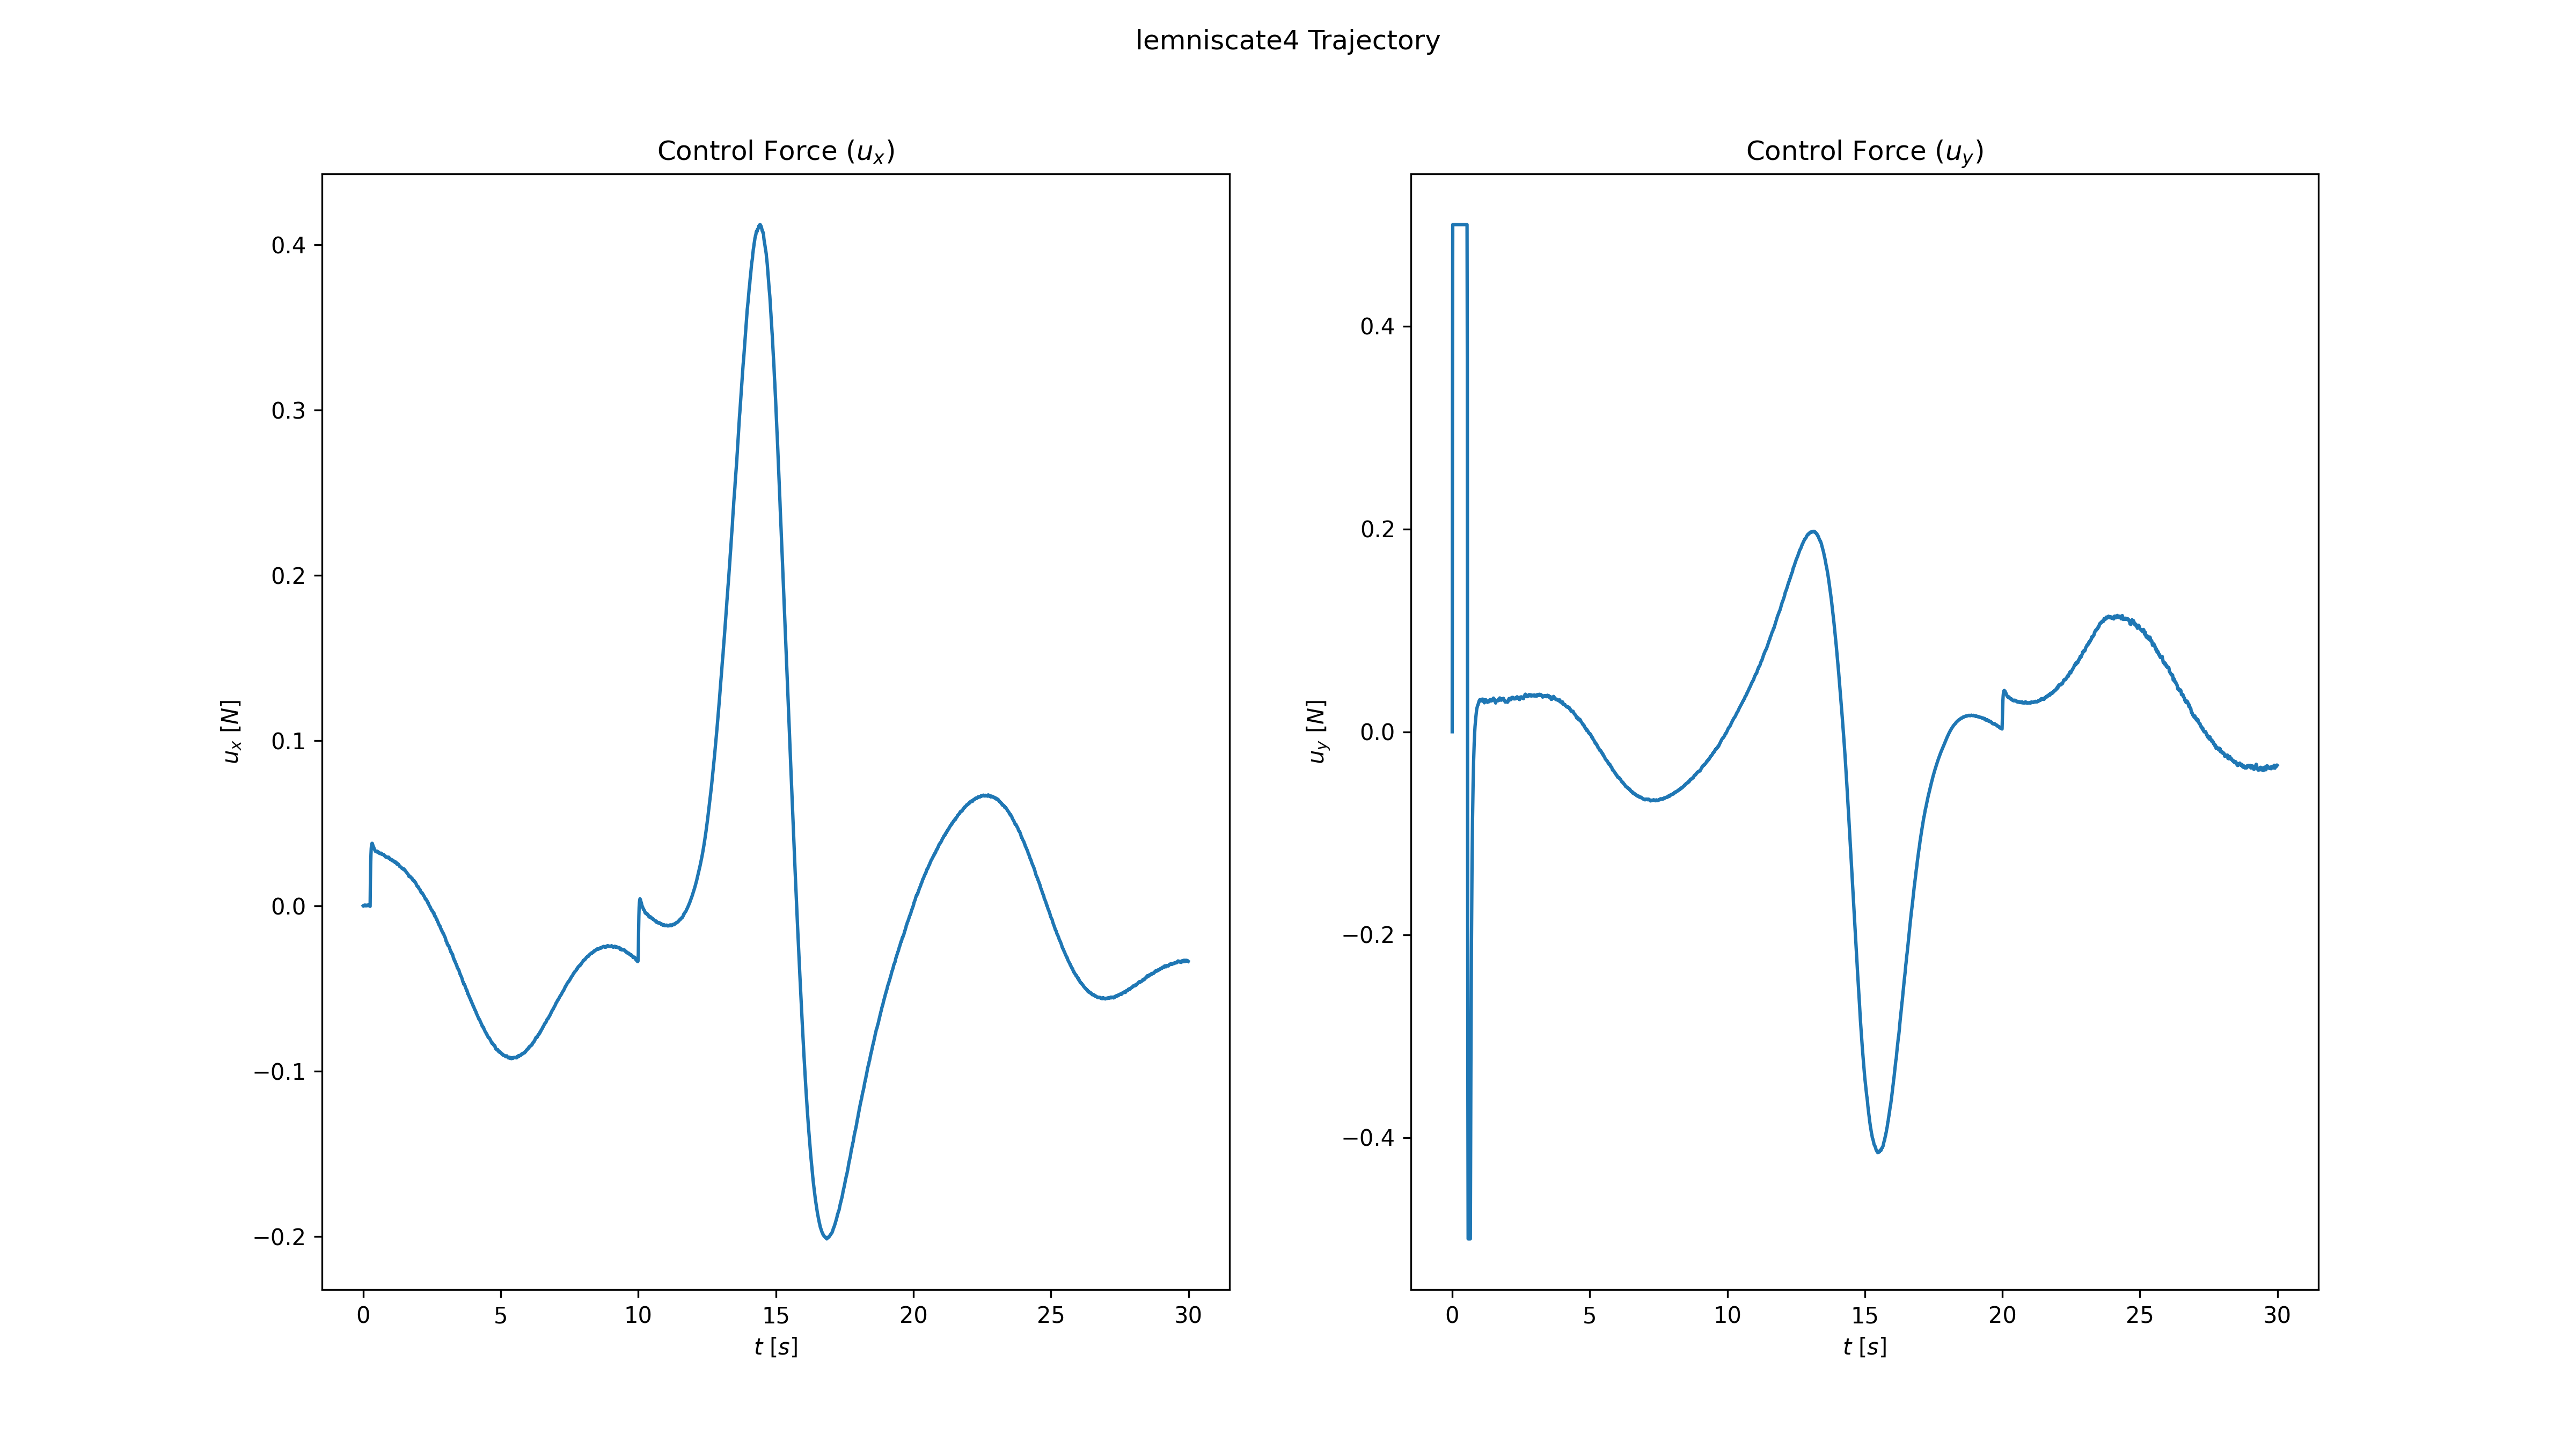 lemniscate4 Trajectory
Control Force (uₓ)
0.4
0.3
0.2
0.1
0.0
−0.1
−0.2
uₓ [N]
0 5 10 15 20 25 30
t [s]
Control Force (u_y)
0.4
0.2
0.0
−0.2
−0.4
u_y [N]
0 5 10 15 20 25 30
t [s]